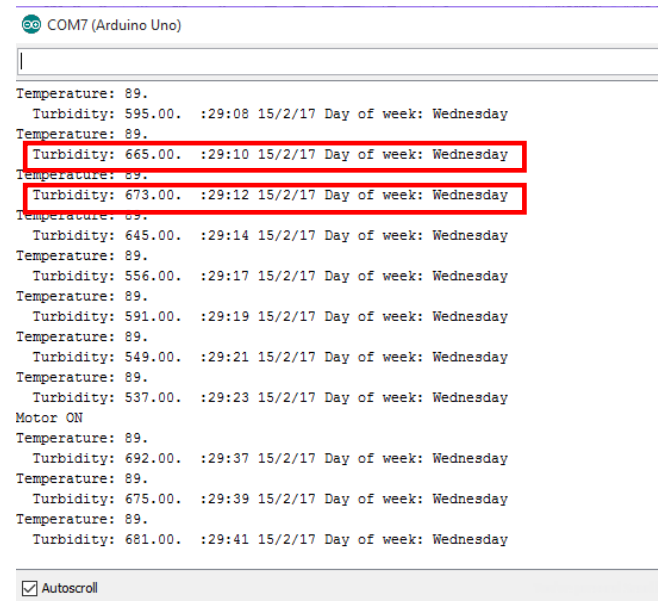 COM7 (Arduino Uno)
Temperature: 89.
Turbidity: 595.00. :29:08 15/2/17 Day of week: Wednesday
Temperature: 89.
Turbidity: 665.00. :29:10 15/2/17 Day of week: Wednesday
Temperature: 89.
Turbidity: 673.00. :29:12 15/2/17 Day of week: Wednesday
Temperature: 89.
Turbidity: 645.00. :29:14 15/2/17 Day of week: Wednesday
Temperature: 89.
Turbidity: 556.00. :29:17 15/2/17 Day of week: Wednesday
Temperature: 89.
Turbidity: 591.00. :29:19 15/2/17 Day of week: Wednesday
Temperature: 89.
Turbidity: 549.00. :29:21 15/2/17 Day of week: Wednesday
Temperature: 89.
Turbidity: 537.00. :29:23 15/2/17 Day of week: Wednesday
Motor ON
Temperature: 89.
Turbidity: 692.00. :29:37 15/2/17 Day of week: Wednesday
Temperature: 89.
Turbidity: 675.00. :29:39 15/2/17 Day of week: Wednesday
Temperature: 89.
Turbidity: 681.00. :29:41 15/2/17 Day of week: Wednesday
Autoscroll